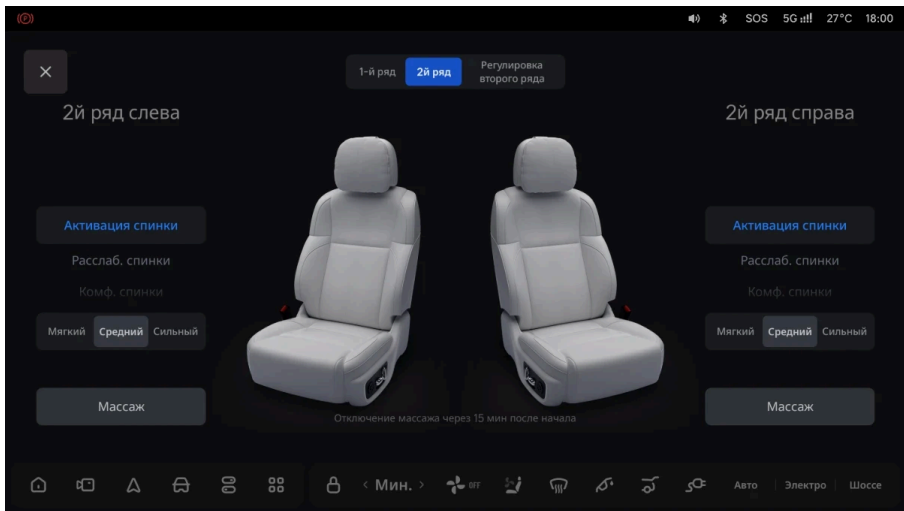 SOS 5G 27°C 18:00
1-й ряд 2й ряд Регулировка
второго ряда
2й ряд слева
2й ряд справа
Активация спинки
Активация спинки
Расслаб. спинки
Расслаб. спинки
Комф. спинки
Комф. спинки
Мягкий Средний Сильный
Мягкий Средний Сильный
Массаж
Массаж
Отключение массажа через 15 мин после начала
< Мин. > OFF Авто Электро Шоссе